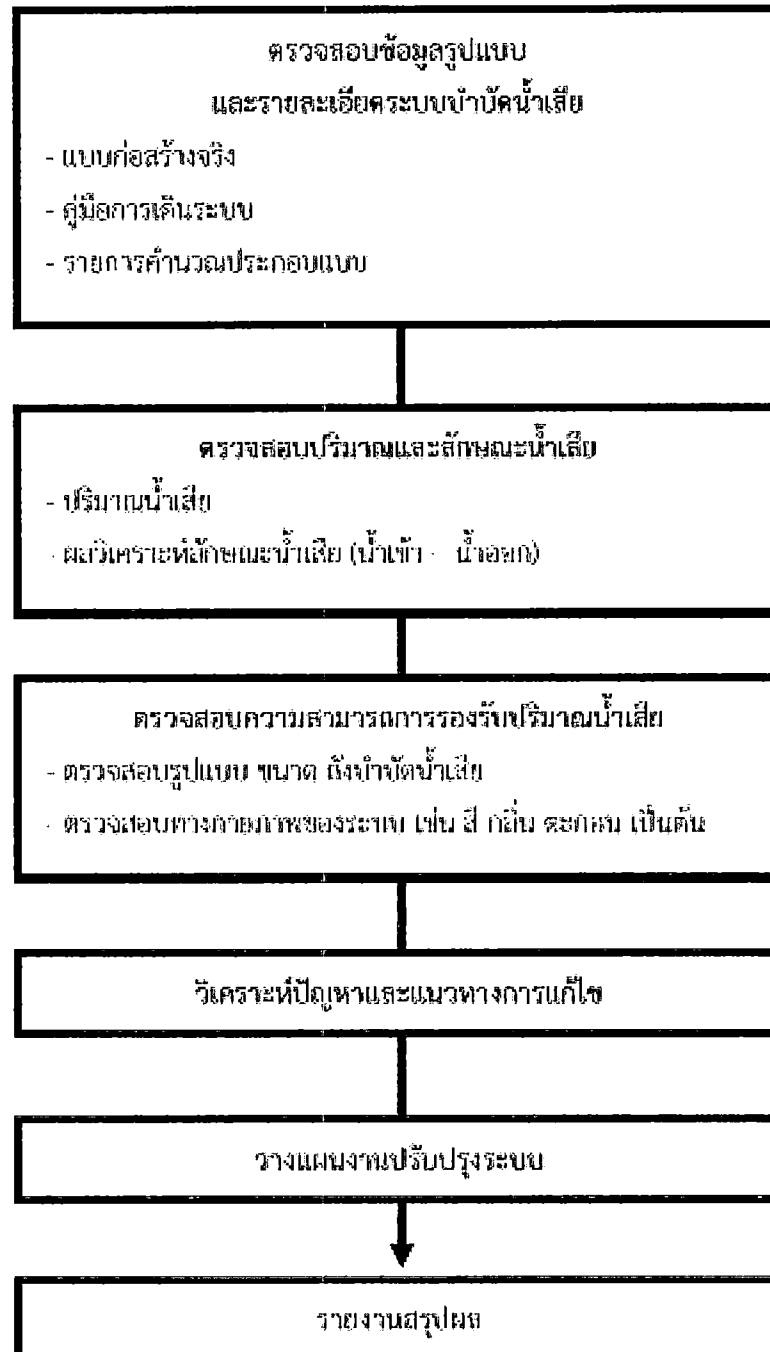 ตรวจสอบข้อมูลรูปแบบ
และรายละเอียดระบบบำบัดน้ำเสีย
- แบบก่อสร้างจริง
- คู่มือการเดินระบบ
- รายการคำนวณประกอบแบบ
ตรวจสอบปริมาณและลักษณะน้ำเสีย
- ปริมาณน้ำเสีย
- ผลวิเคราะห์ลักษณะน้ำเสีย (น้ำเข้า - น้ำออก)
ตรวจสอบความสามารถการรองรับปริมาณน้ำเสีย
- ตรวจสอบรูปแบบ ขนาด ถังบำบัดน้ำเสีย
- ตรวจสอบทางกายภาพของระบบ เช่น สี กลิ่น ตะกอน เป็นต้น
วิเคราะห์ปัญหาและแนวทางการแก้ไข
วางแผนงานปรับปรุงระบบ
รายงานสรุปผล